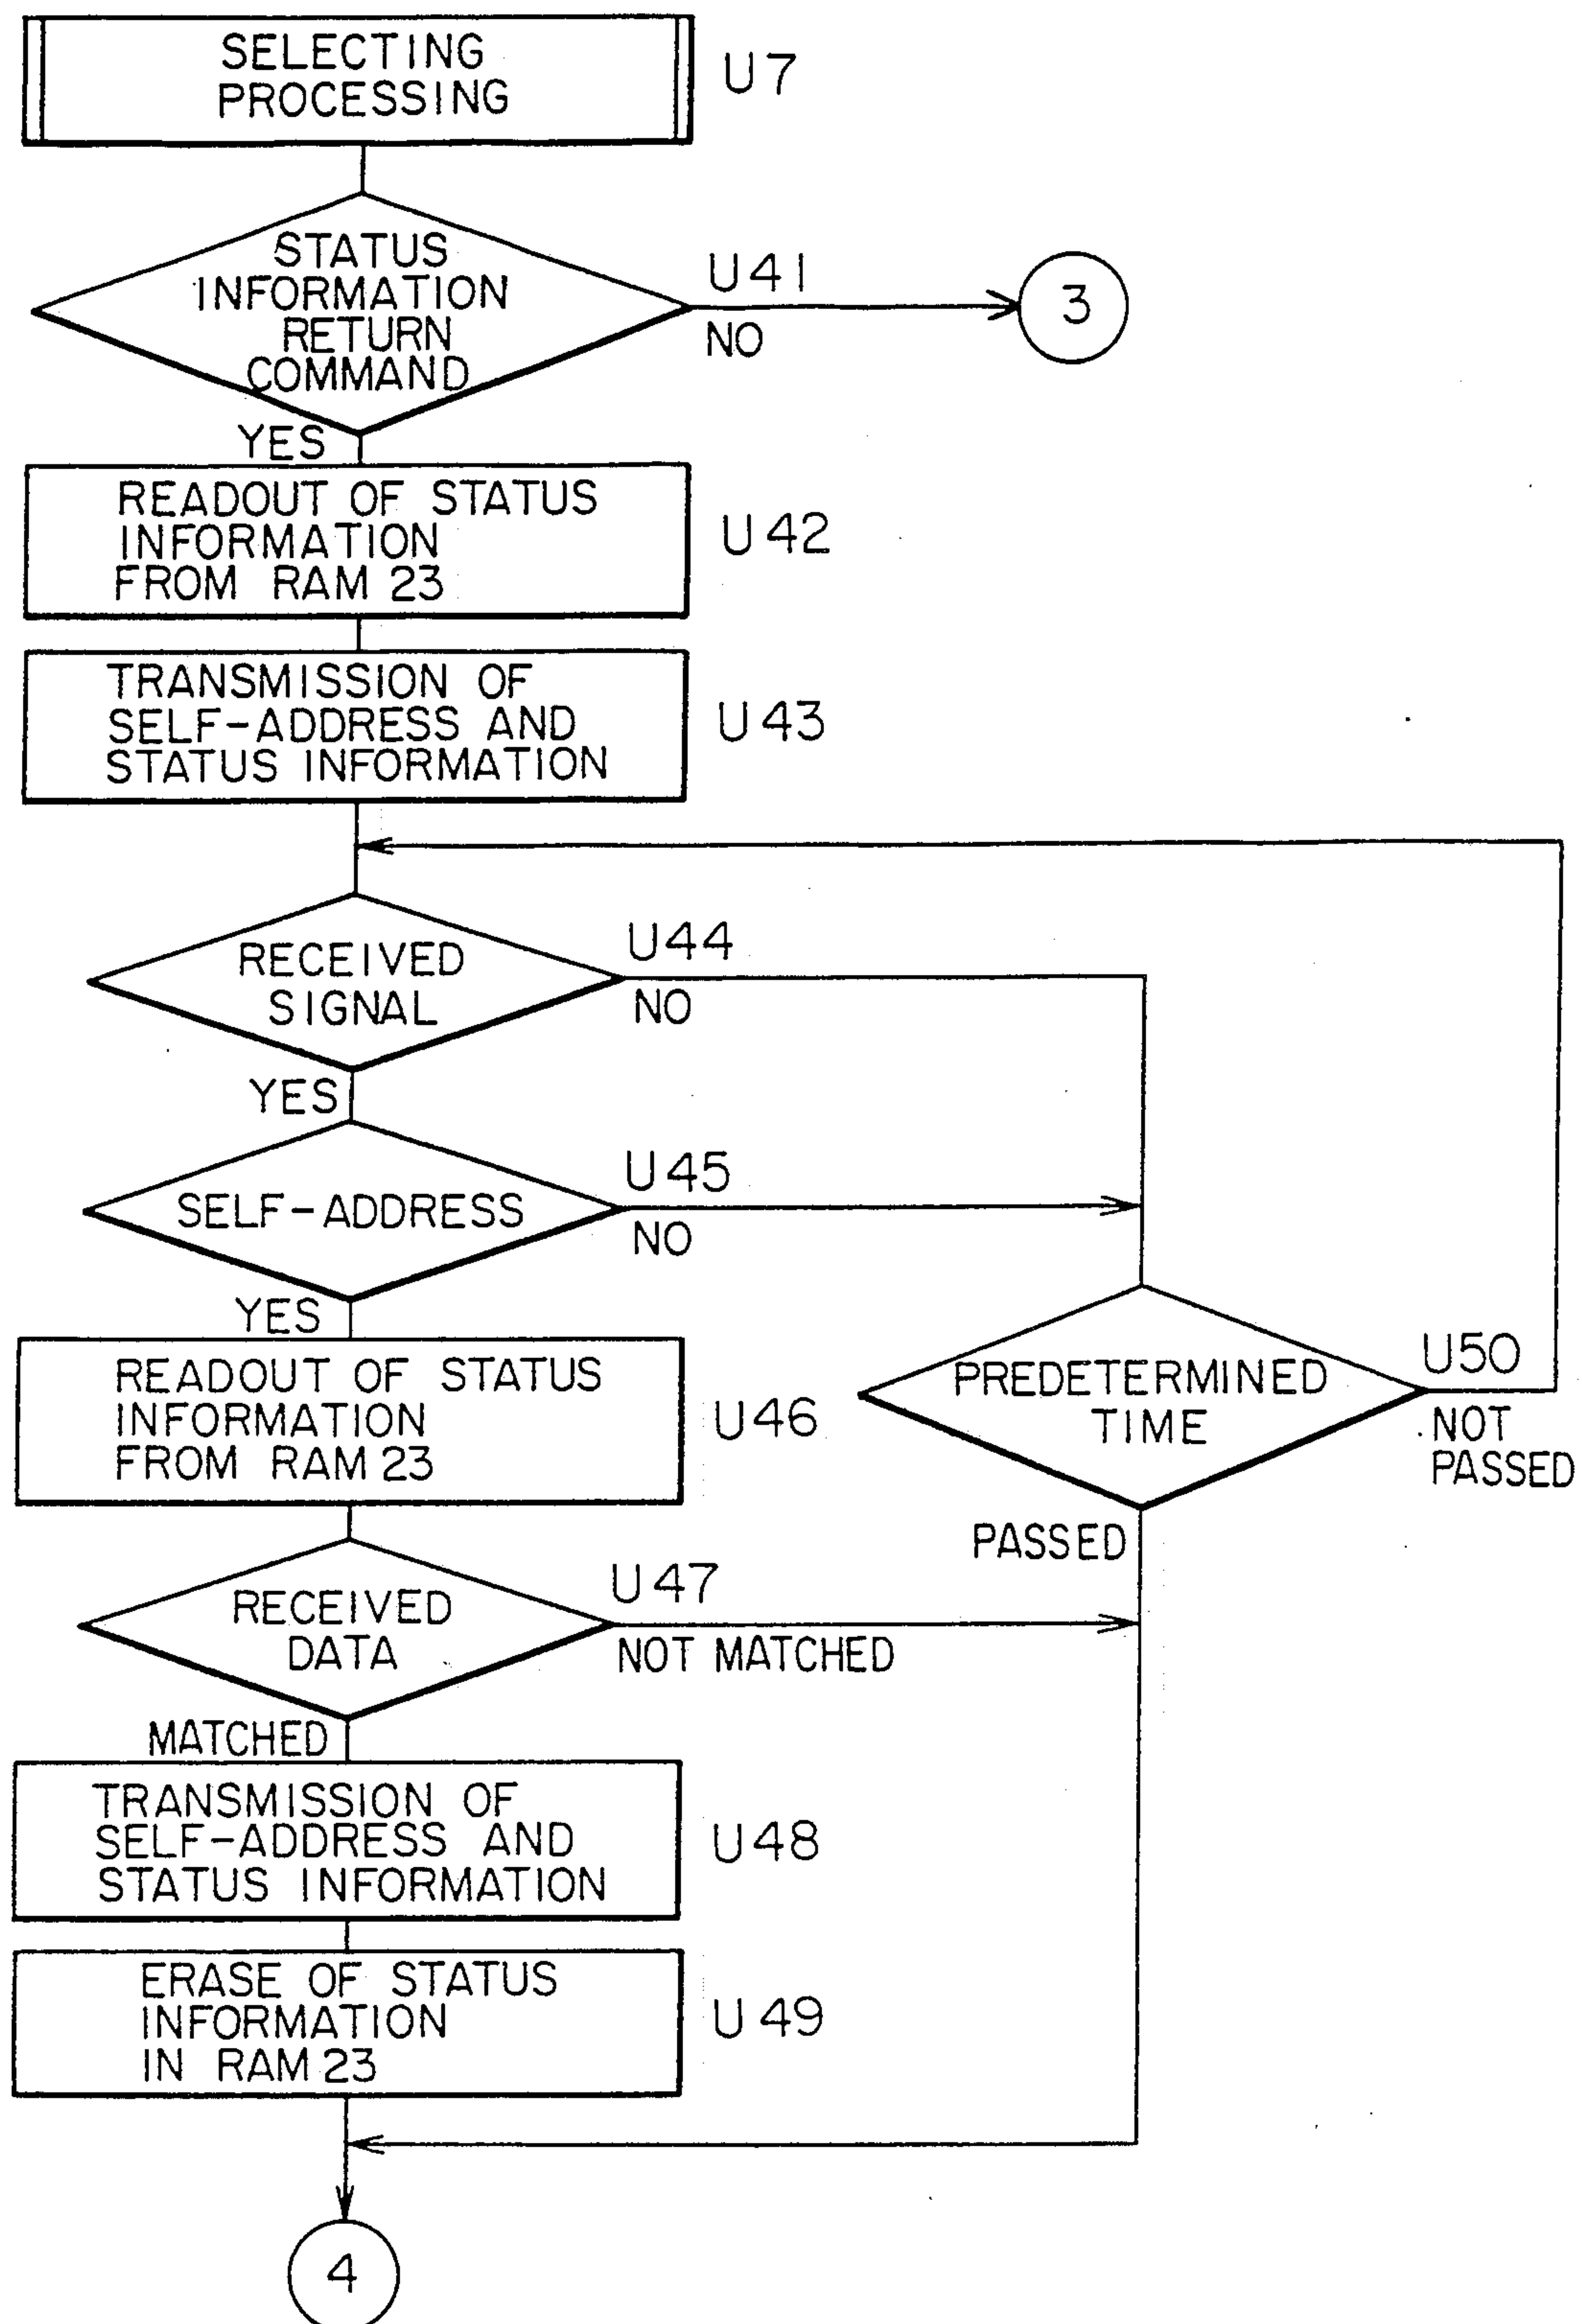 SELECTING
PROCESSING
U7
STATUS
INFORMATION
RETURN
COMMAND
U41
NO
3
YES
READOUT OF STATUS
INFORMATION
FROM RAM 23
U42
TRANSMISSION OF
SELF-ADDRESS AND
STATUS INFORMATION
U43
RECEIVED
SIGNAL
U44
NO
YES
SELF-ADDRESS
U45
NO
YES
READOUT OF STATUS
INFORMATION
FROM RAM 23
U46
PREDETERMINED
TIME
U50
NOT
PASSED
PASSED
RECEIVED
DATA
U47
NOT MATCHED
MATCHED
TRANSMISSION OF
SELF-ADDRESS AND
STATUS INFORMATION
U48
ERASE OF STATUS
INFORMATION
IN RAM 23
U49
4